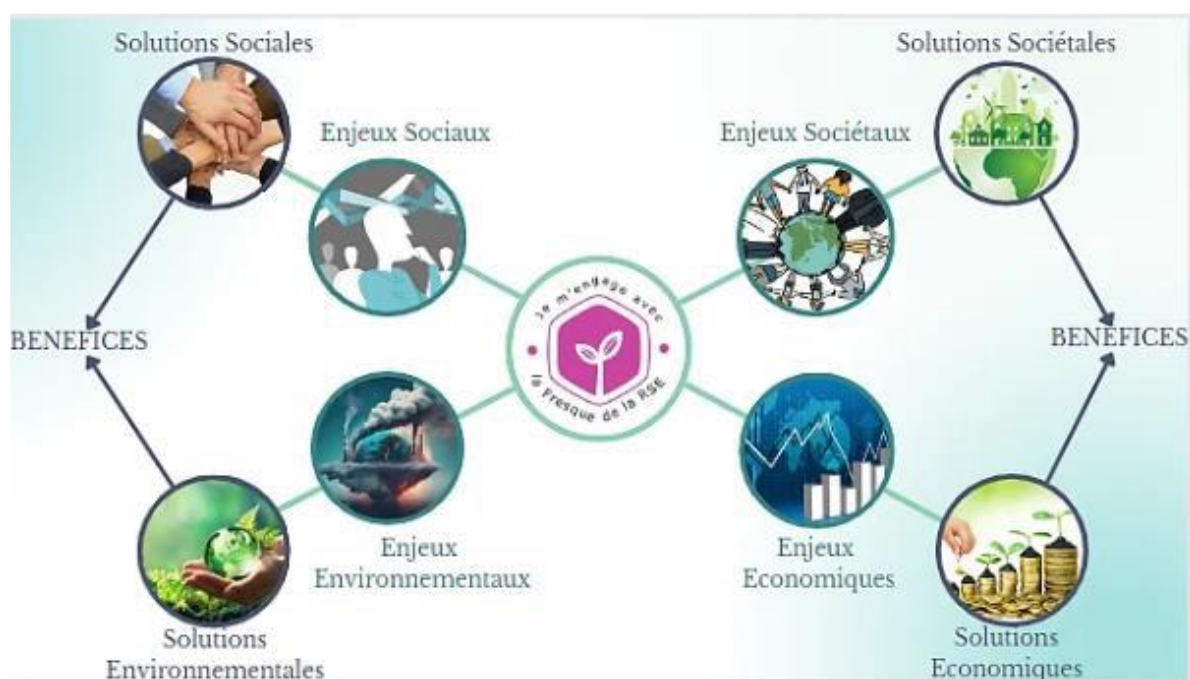 Solutions Sociales
Solutions Sociétales
Enjeux Sociaux
Enjeux Sociétaux
Je m'engage avec
la Fresque de la RSE
BENEFICES
BENEFICES
Enjeux
Environnementaux
Enjeux
Economiques
Solutions
Environnementales
Solutions
Economiques